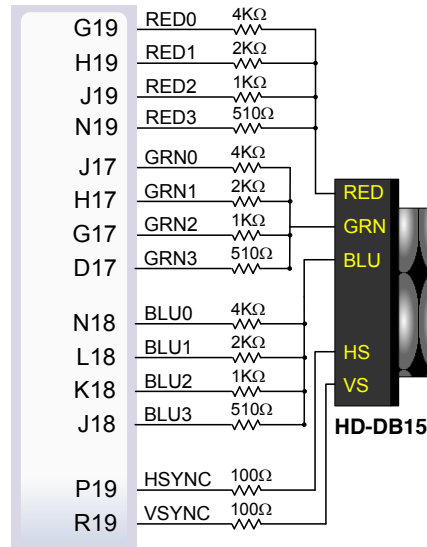 G19 RED0 4KΩ
H19 RED1 2KΩ
J19 RED2 1KΩ
N19 RED3 510Ω
J17 GRN0 4KΩ
H17 GRN1 2KΩ
G17 GRN2 1KΩ
D17 GRN3 510Ω
N18 BLU0 4KΩ
L18 BLU1 2KΩ
K18 BLU2 1KΩ
J18 BLU3 510Ω
P19 HSYNC 100Ω
R19 VSYNC 100Ω
RED
GRN
BLU
HS
VS
HD-DB15